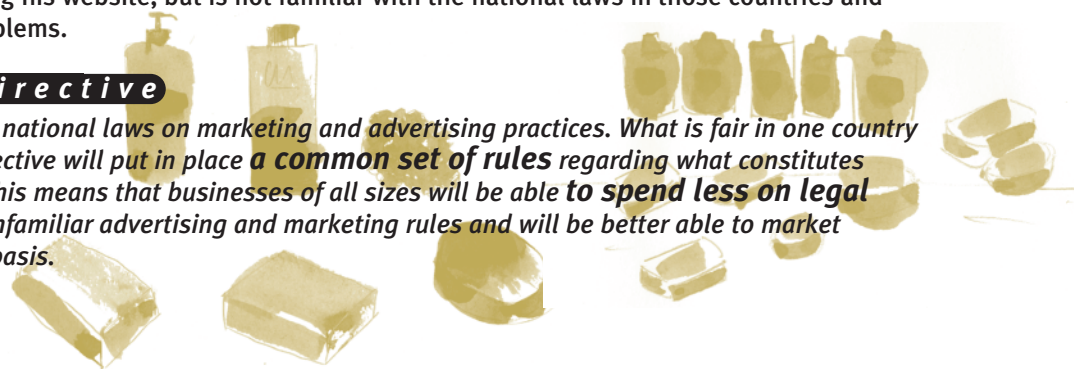 g his website, but is not familiar with the national laws in those countries and
blems.
irective
national laws on marketing and advertising practices. What is fair in one country
ective will put in place a common set of rules regarding what constitutes
his means that businesses of all sizes will be able to spend less on legal
nfamiliar advertising and marketing rules and will be better able to market
basis.